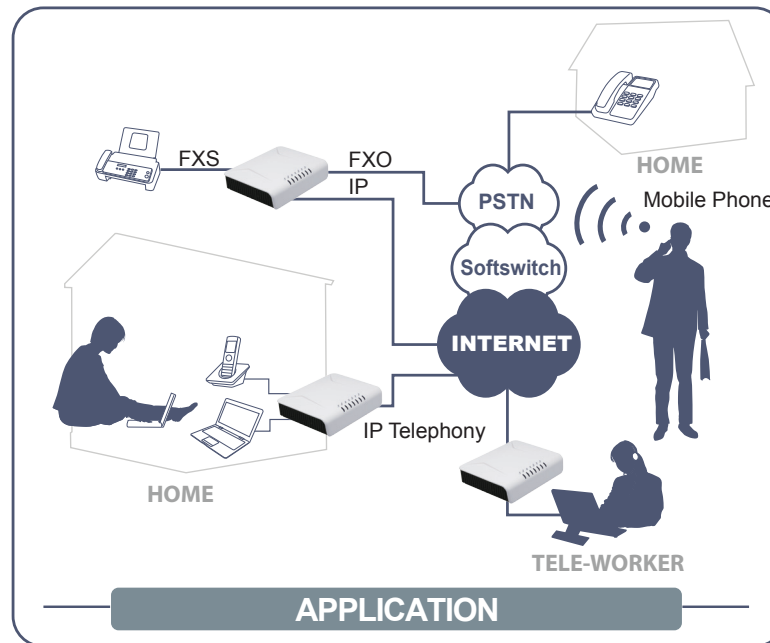 FXS
FXO
IP
HOME
PSTN
Mobile Phone
Softswitch
INTERNET
IP Telephony
HOME
TELE-WORKER
APPLICATION